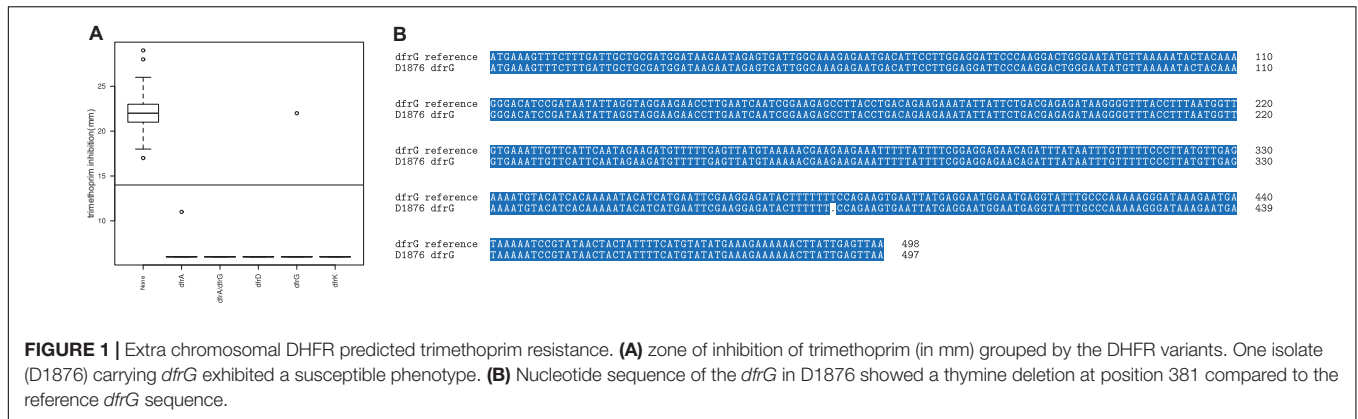 A
trimethoprim inhibition(mm)
25
20
15
10
None
dfrA
dfrA/dfrG
dfrD
dfrG
dfrK
B
dfrG reference ATGAAAGTTTCTTTGATTGCTGCGATGGATAAGAATAGAGTGATTGGCAAAGAGAATGACATTCCTTGGAGGATTCCCAAGGACTGGGAATATGTTAAAAATACTACAAA 110
D1876 dfrG ATGAAAGTTTCTTTGATTGCTGCGATGGATAAGAATAGAGTGATTGGCAAAGAGAATGACATTCCTTGGAGGATTCCCAAGGACTGGGAATATGTTAAAAATACTACAAA 110
dfrG reference GGGACATCCGATAATATTAGGTAGGAAGAACCTTGAATCAATCGGAAGAGCCTTACCTGACAGAAGAAATATTATTCTGACGAGAGATAAGGGGTTTACCTTTAATGGTT 220
D1876 dfrG GGGACATCCGATAATATTAGGTAGGAAGAACCTTGAATCAATCGGAAGAGCCTTACCTGACAGAAGAAATATTATTCTGACGAGAGATAAGGGGTTTACCTTTAATGGTT 220
dfrG reference GTGAAATTGTTCATTCAATAGAAGATGTTTTTGAGTTATGTAAAAACGAAGAAGAAATTTTTATTTTCGGAGGAGAACAGATTTATAATTTGTTTTTCCCTTATGTTGAG 330
D1876 dfrG GTGAAATTGTTCATTCAATAGAAGATGTTTTTGAGTTATGTAAAAACGAAGAAGAAATTTTTATTTTCGGAGGAGAACAGATTTATAATTTGTTTTTCCCTTATGTTGAG 330
dfrG reference AAAATGTACATCACAAAAATACATCATGAATTCGAAGGAGATACTTTTTTTCCAGAAGTGAATTATGAGGAATGGAATGAGGTATTTGCCCAAAAAGGGATAAAGAATGA 440
D1876 dfrG AAAATGTACATCACAAAAATACATCATGAATTCGAAGGAGATACTTTTTT.CCAGAAGTGAATTATGAGGAATGGAATGAGGTATTTGCCCAAAAAGGGATAAAGAATGA 439
dfrG reference TAAAAATCCGTATAACTACTATTTTCATGTATATGAAAGAAAAAACTTATTGAGTTAA 498
D1876 dfrG TAAAAATCCGTATAACTACTATTTTCATGTATATGAAAGAAAAAACTTATTGAGTTAA 497
FIGURE 1 | Extra chromosomal DHFR predicted trimethoprim resistance. (A) zone of inhibition of trimethoprim (in mm) grouped by the DHFR variants. One isolate
(D1876) carrying dfrG exhibited a susceptible phenotype. (B) Nucleotide sequence of the dfrG in D1876 showed a thymine deletion at position 381 compared to the
reference dfrG sequence.